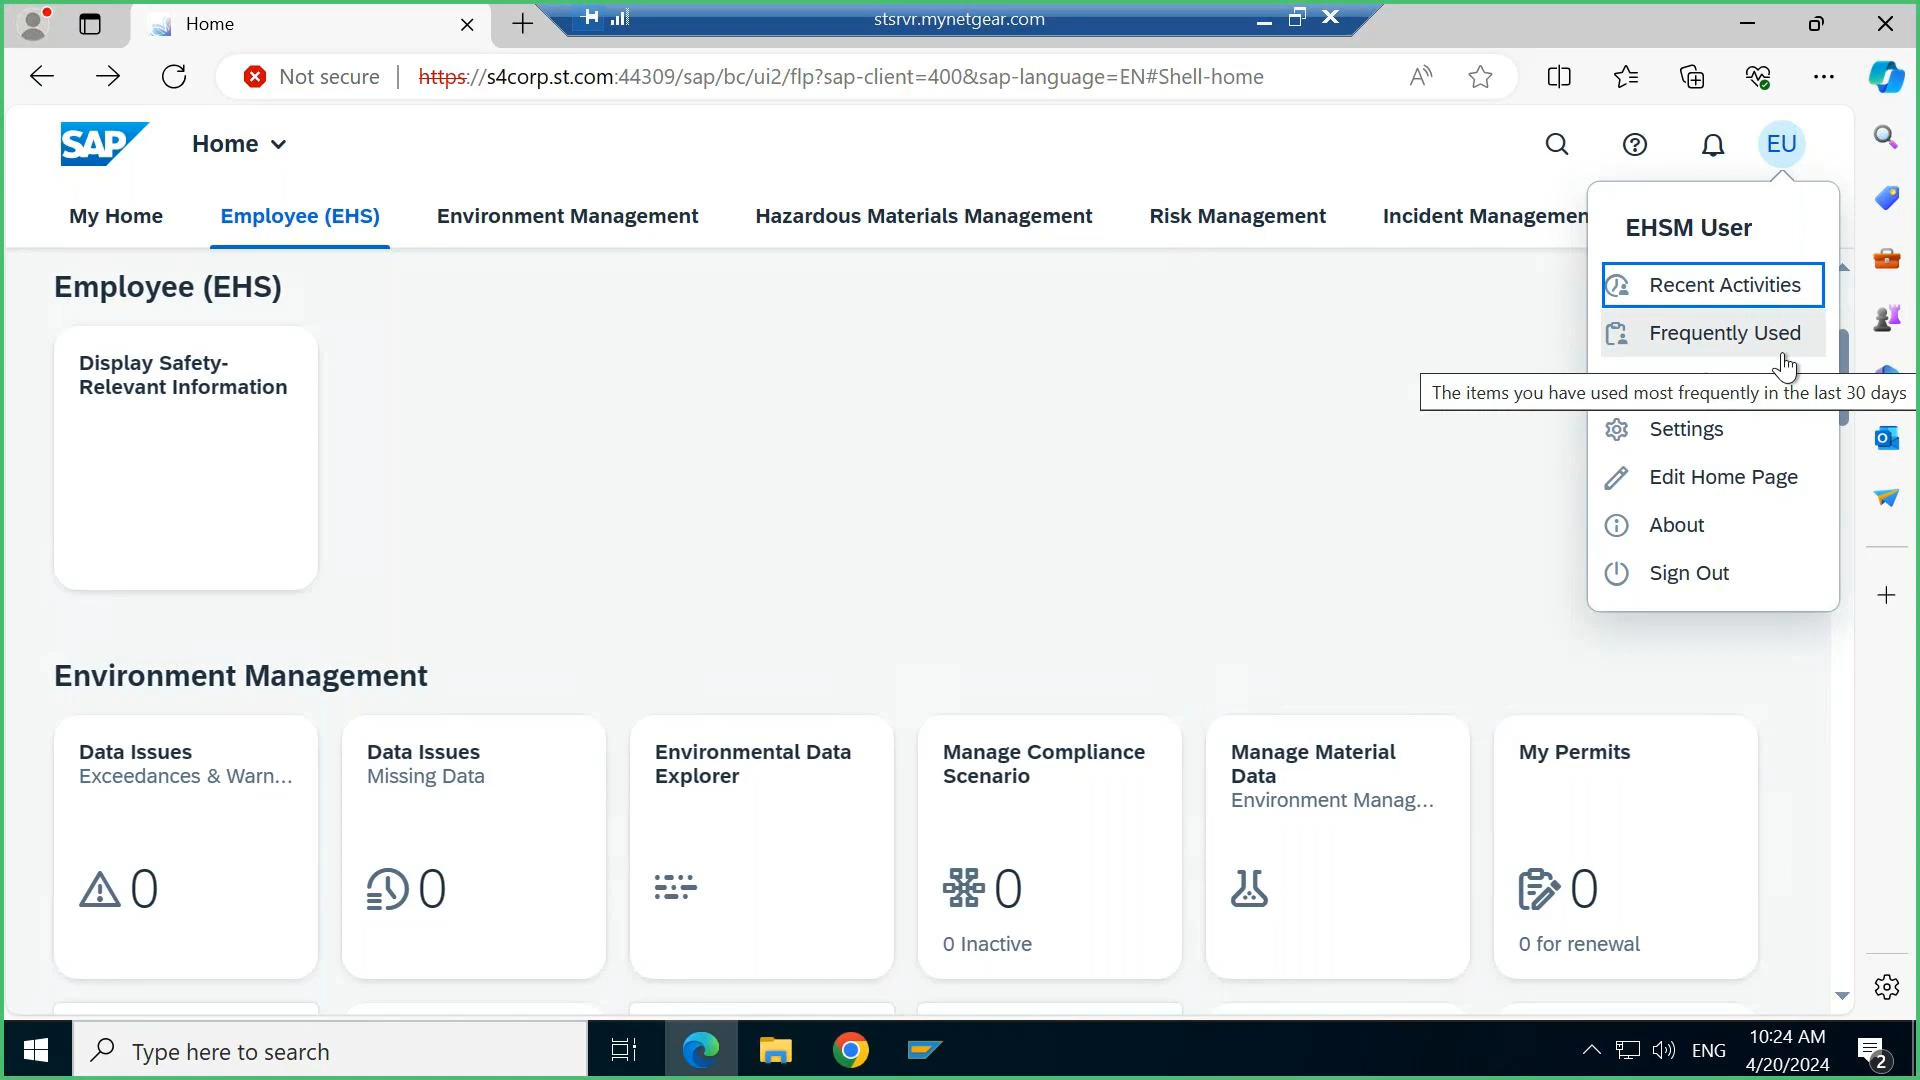 Home
stsrvr.mynetgear.com
Not secure
https://s4corp.st.com:44309/sap/bc/ui2/flp?sap-client=400&sap-language=EN#Shell-home
SAP
Home
EU
My Home
Employee (EHS)
Environment Management
Hazardous Materials Management
Risk Management
Incident Managemen
EHSM User
Recent Activities
Frequently Used
The items you have used most frequently in the last 30 days
Settings
Edit Home Page
About
Sign Out
Employee (EHS)
Display Safety-
Relevant Information
Environment Management
Data Issues
Exceedances & Warn...
0
Data Issues
Missing Data
0
Environmental Data
Explorer
Manage Compliance
Scenario
0
0 Inactive
Manage Material
Data
Environment Manag...
My Permits
0
0 for renewal
Type here to search
ENG
10:24 AM
4/20/2024
2